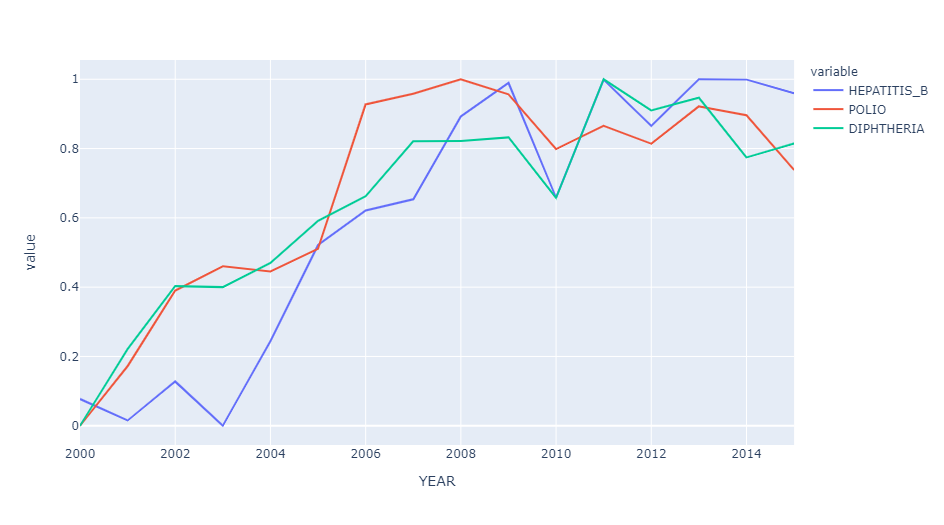 variable
HEPATITIS_B
POLIO
DIPHTHERIA
1
0.8
0.6
0.4
0.2
0
value
2000 2002 2004 2006 2008 2010 2012 2014
YEAR